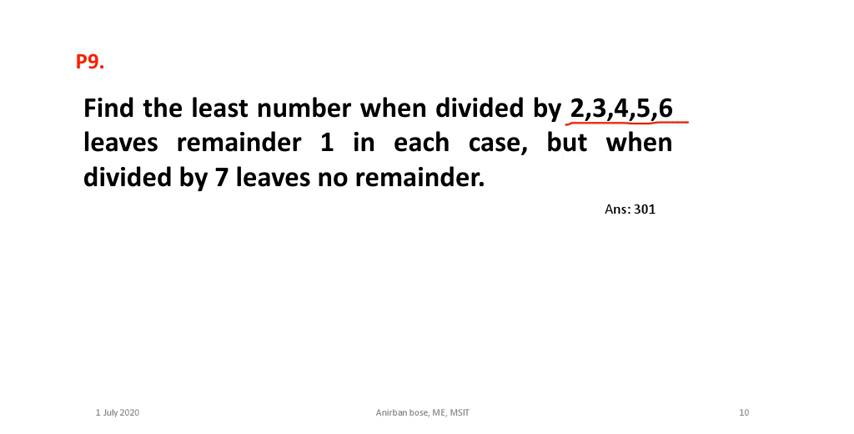 P9.
Find the least number when divided by 2,3,4,5,6
leaves remainder 1 in each case, but when
divided by 7 leaves no remainder.
Ans: 301
1 July 2020 Anirban bose, ME, MSIT 10